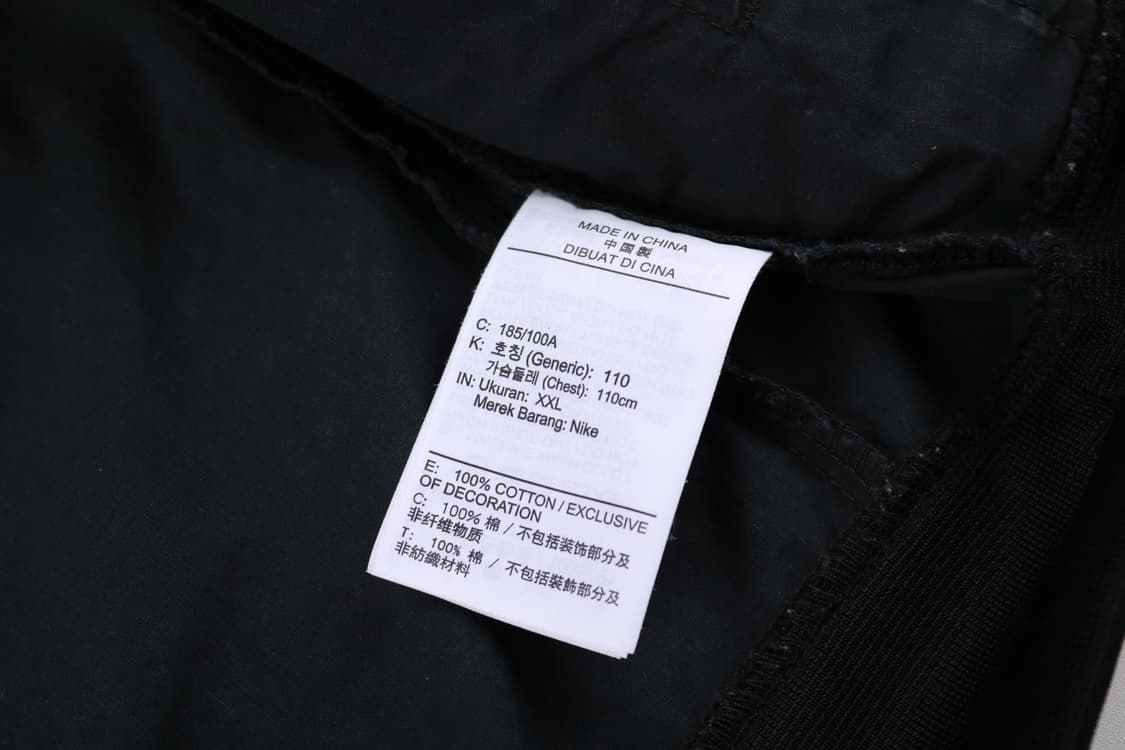 MADE IN CHINA
中国製
DIBUAT DI CINA
C: 185/100A
K: 호칭 (Generic): 110
가슴둘레 (Chest): 110cm
IN: Ukuran: XXL
Merek Barang: Nike
E: 100% COTTON / EXCLUSIVE
OF DECORATION
C: 100% 棉 / 不包括装饰部分及
非纤维物质
T: 100% 棉 / 不包括裝飾部分及
非紡織材料